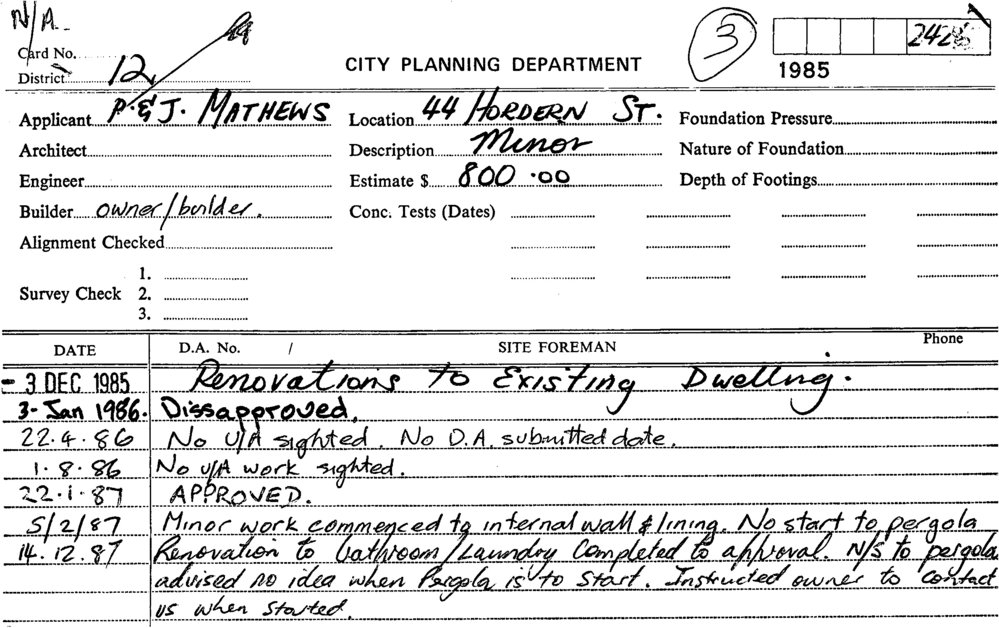 N/A
Card No.
District 12
CITY PLANNING DEPARTMENT
3
2428
1985
Applicant P. & J. MATHEWS
Location 44 HORDERN ST.
Foundation Pressure
Architect
Description Minor
Nature of Foundation
Engineer
Estimate $ 800.00
Depth of Footings
Builder owner/builder.
Conc. Tests (Dates)
Alignment Checked
Survey Check
1.
2.
3.
DATE D.A. No. / SITE FOREMAN Phone
- 3 DEC 1985 Renovations to Existing Dwelling.
3- Jan 1986. Dissapproved.
22.4.86 No U/A sighted. No D.A. submitted date.
1.8.86 No U/A work sighted.
22.1.87 APPROVED.
5/2/87 Minor work commenced to internal wall & lining. No start to pergola
14.12.87 Renovation to bathroom/Laundry Completed to approval. N/S to pergola
advised no idea when Pergola is to start. Instructed owner to contact
us when started.